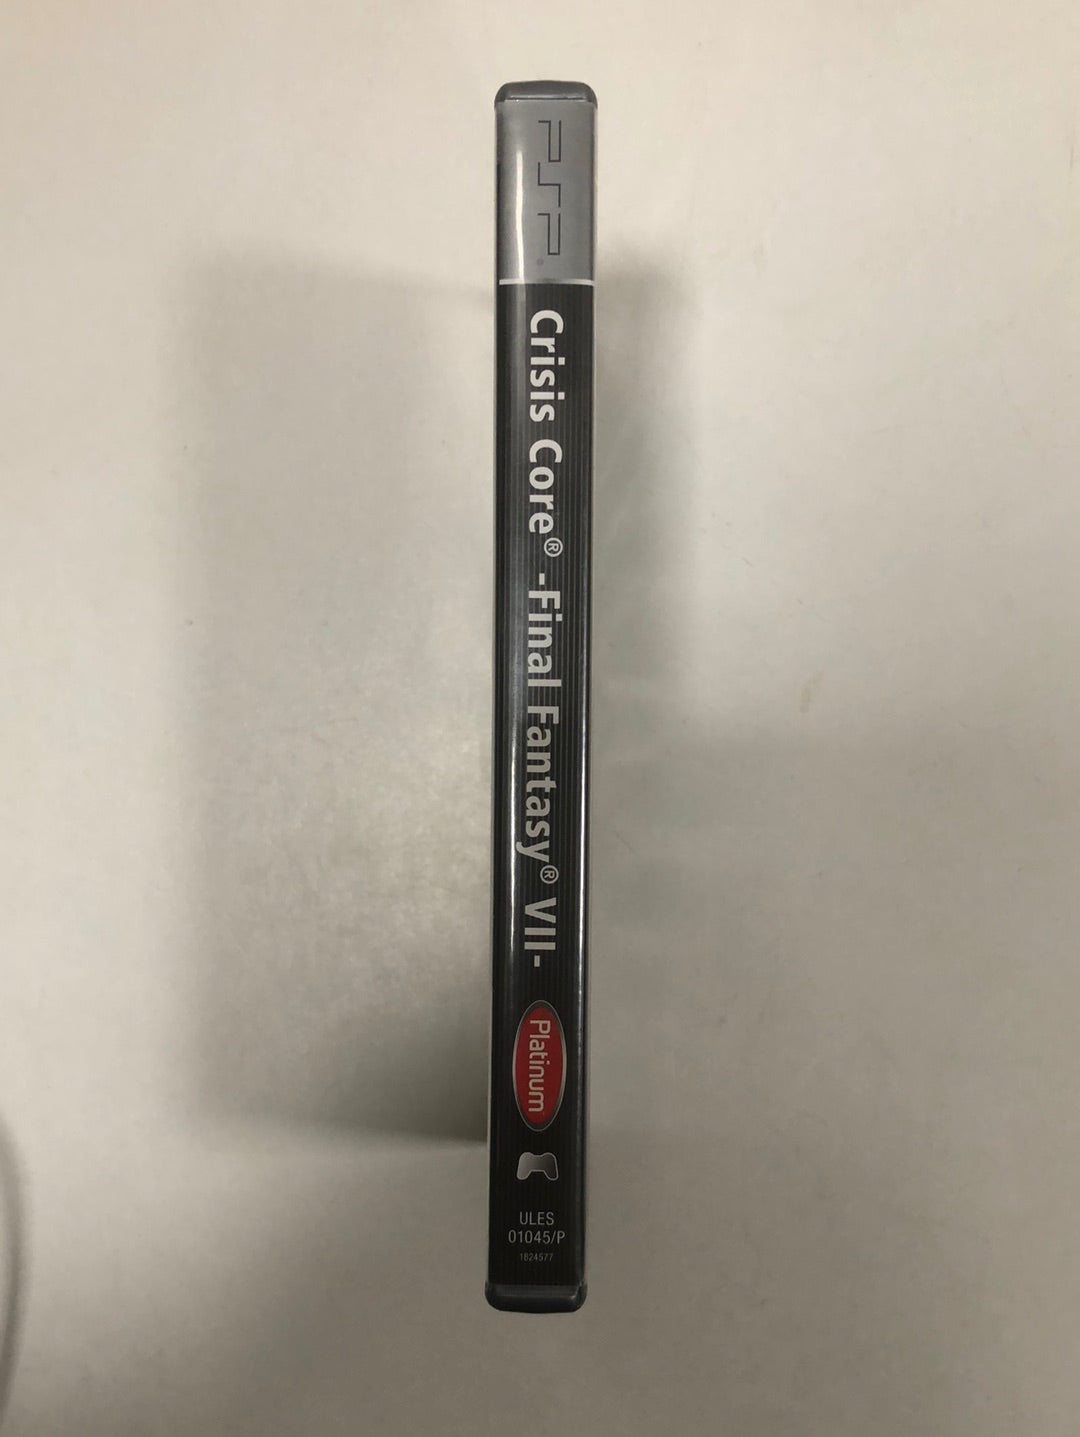 PSP
Crisis Core® -Final Fantasy® VII-
Platinum
ULES
01045/P
1824577